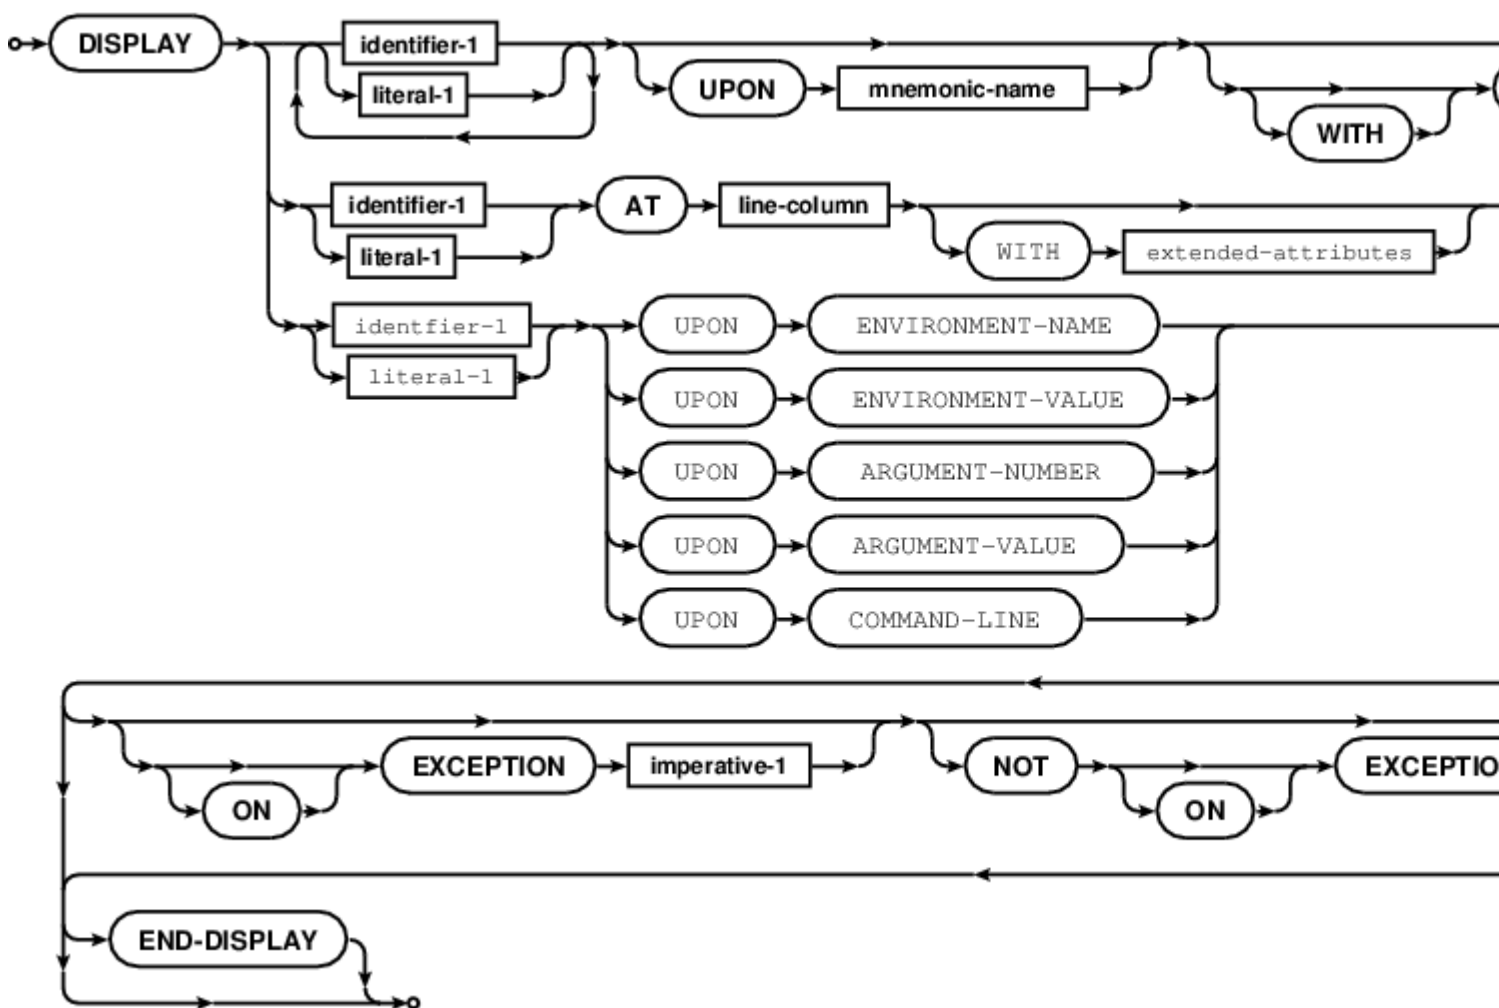 DISPLAY identifier-1
literal-1 UPON mnemonic-name
WITH
identifier-1 AT line-column
literal-1 WITH extended-attributes
identfier-1 UPON ENVIRONMENT-NAME
literal-1
UPON ENVIRONMENT-VALUE
UPON ARGUMENT-NUMBER
UPON ARGUMENT-VALUE
UPON COMMAND-LINE
EXCEPTION imperative-1 NOT EXCEPTIO
ON ON
END-DISPLAY